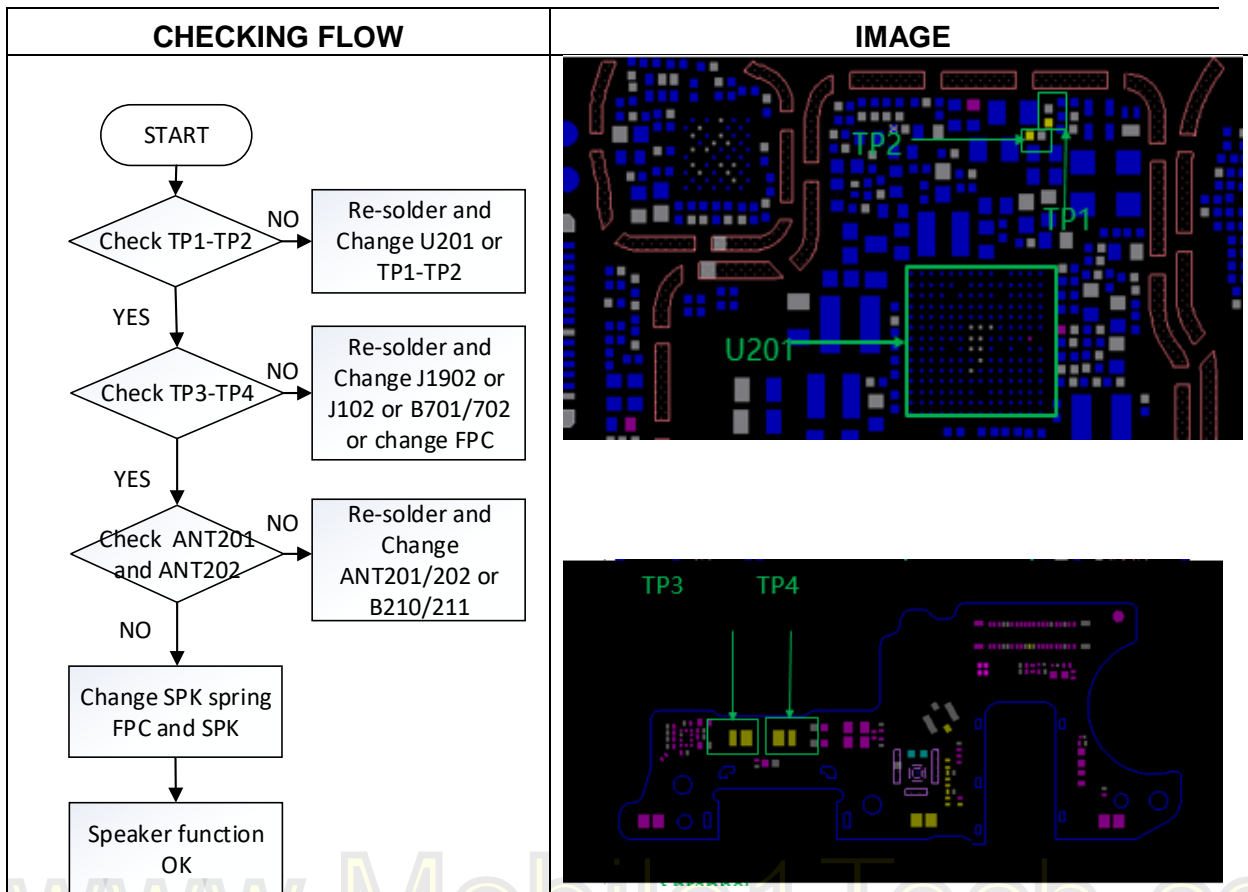 CHECKING FLOW
IMAGE
START
Check TP1-TP2
NO
Re-solder and
Change U201 or
TP1-TP2
YES
Check TP3-TP4
NO
Re-solder and
Change J1902 or
J102 or B701/702
or change FPC
YES
Check ANT201
and ANT202
NO
Re-solder and
Change
ANT201/202 or
B210/211
NO
Change SPK spring
FPC and SPK
Speaker function
OK
TP2
TP1
U201
TP3
TP4